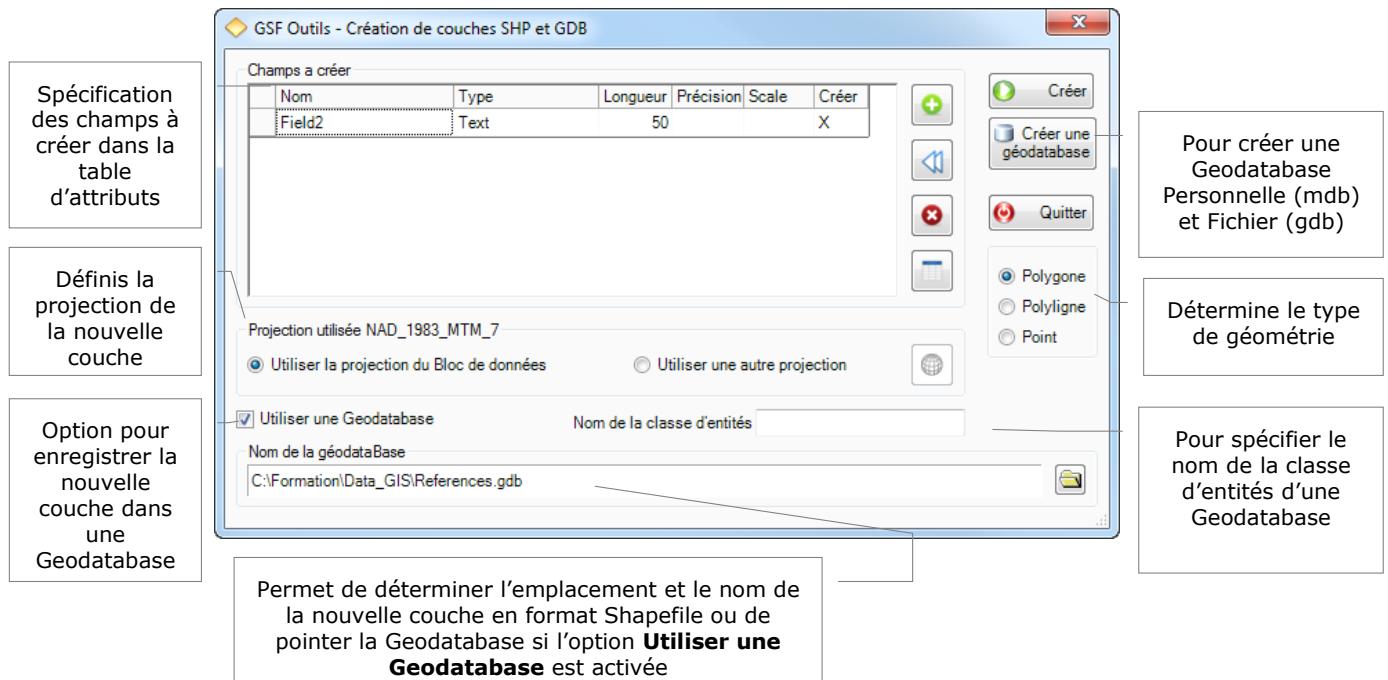 GSF Outils - Création de couches SHP et GDB
Spécification
des champs à
créer dans la
table
d'attributs
Définis la
projection de
la nouvelle
couche
Option pour
enregistrer la
nouvelle
couche dans
une
Geodatabase
Champs a créer
Nom Type Longueur Précision Scale Créer
Field2 Text 50 X
Projection utilisée NAD_1983_MTM_7
Utiliser la projection du Bloc de données
Utiliser une autre projection
Utiliser une Geodatabase
Nom de la classe d'entités
Nom de la géodataBase
C:\Formation\Data_GIS\References.gdb
Créer
Créer une
géodatabase
Quitter
Polygone
Polyligne
Point
Pour créer une
Geodatabase
Personnelle (mdb)
et Fichier (gdb)
Détermine le type
de géométrie
Pour spécifier le
nom de la classe
d'entités d'une
Geodatabase
Permet de déterminer l'emplacement et le nom de
la nouvelle couche en format Shapefile ou de
pointer la Geodatabase si l'option Utiliser une
Geodatabase est activée